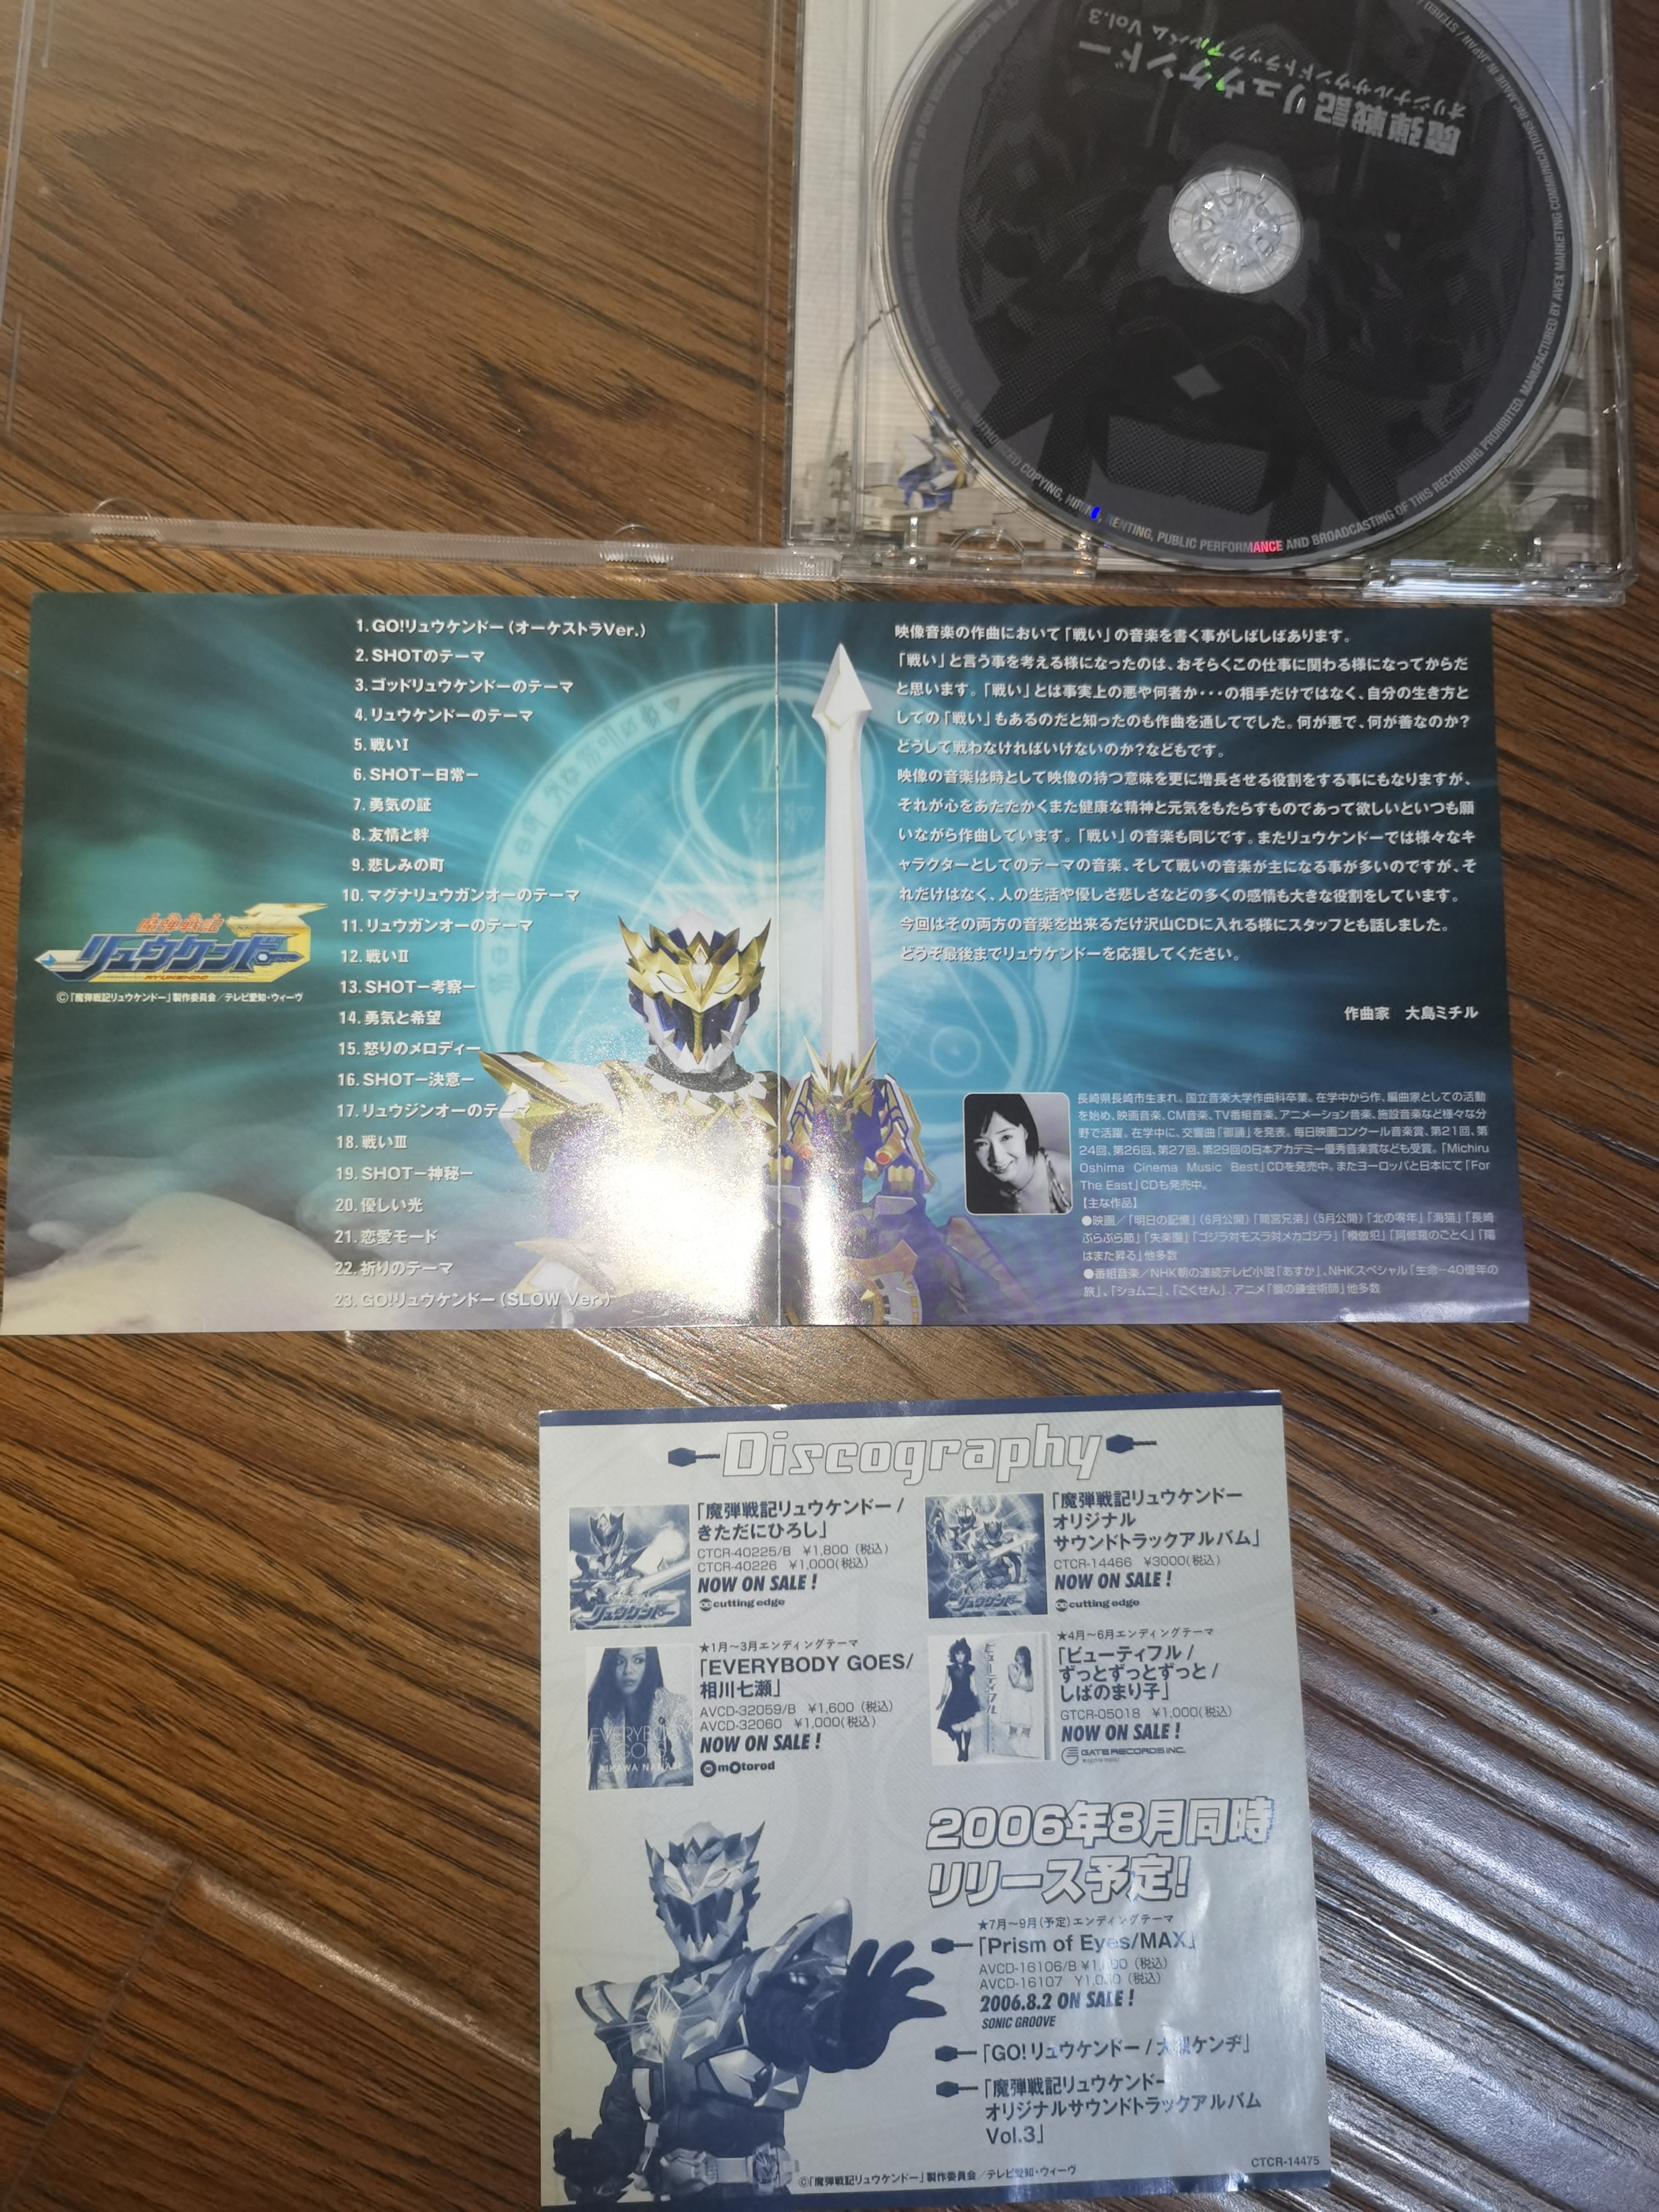 魔弾戦記リュウケンドー
オリジナルサウンドトラックアルバム Vol.3
MADE IN JAPAN / STEREO
MANUFACTURED BY AVEX MARKETING COMMUNICATIONS INC.
UNAUTHORIZED COPYING, HIRING, RENTING, PUBLIC PERFORMANCE AND BROADCASTING OF THIS RECORDING PROHIBITED.
1.GO!リュウケンドー(オーケストラVer.)
2.SHOTのテーマ
3.ゴッドリュウケンドーのテーマ
4.リュウケンドーのテーマ
5.戦いⅠ
6.SHOTー日常ー
7.勇気の証
8.友情と絆
9.悲しみの町
10.マグナリュウガンオーのテーマ
11.リュウガンオーのテーマ
12.戦いⅡ
13.SHOTー考察ー
14.勇気と希望
15.怒りのメロディー
16.SHOTー決意ー
17.リュウジンオーのテーマ
18.戦いⅢ
19.SHOTー神秘ー
20.優しい光
21.恋愛モード
22.祈りのテーマ
23.GO!リュウケンドー(SLOW Ver.)
魔弾戦記
リュウケンドー
RYUKENDO
©「魔弾戦記リュウケンドー」製作委員会/テレビ愛知・ウィーヴ
映像音楽の作曲において「戦い」の音楽を書く事がしばしばあります。
「戦い」と言う事を考える様になったのは、おそらくこの仕事に関わる様になってからだ
と思います。「戦い」とは事実上の悪や何者か・・・の相手だけではなく、自分の生き方と
しての「戦い」もあるのだと知ったのも作曲を通してでした。何が悪で、何が善なのか?
どうして戦わなければいけないのか?などもです。
映像の音楽は時として映像の持つ意味を更に増長させる役割をする事にもなりますが、
それが心をあたたかくまた健康な精神と元気をもたらすものであって欲しいといつも願
いながら作曲しています。「戦い」の音楽も同じです。またリュウケンドーでは様々なキ
ャラクターとしてのテーマの音楽、そして戦いの音楽が主になる事が多いのですが、そ
れだけはなく、人の生活や優しさ悲しさなどの多くの感情も大きな役割をしています。
今回はその両方の音楽を出来るだけ沢山CDに入れる様にスタッフとも話しました。
どうぞ最後までリュウケンドーを応援してください。
作曲家 大島ミチル
長崎県長崎市生まれ。国立音楽大学作曲科卒業。在学中から作、編曲家としての活動
を始め、映画音楽、CM音楽、TV番組音楽、アニメーション音楽、施設音楽など様々な分
野で活躍。在学中に、交響曲「御誦」を発表。毎日映画コンクール音楽賞、第21回、第
24回、第26回、第27回、第29回の日本アカデミー優秀音楽賞なども受賞。「Michiru
Oshima Cinema Music Best」CDを発売中。またヨーロッパと日本にて「For
The East」CDも発売中。
【主な作品】
●映画/「明日の記憶」(6月公開)「間宮兄弟」(5月公開)「北の零年」「海猫」「長崎
ぶらぶら節」「失楽園」「ゴジラ対モスラ対メカゴジラ」「模倣犯」「阿修羅のごとく」「陽
はまた昇る」他多数
●番組音楽/NHK朝の連続テレビ小説「あすか」、NHKスペシャル「生命ー40億年の
旅」、「ショムニ」、「ごくせん」、アニメ「鋼の錬金術師」他多数
Discography
「魔弾戦記リュウケンドー/
きただにひろし」
CTCR-40225/B ¥1,800(税込)
CTCR-40226 ¥1,000(税込)
NOW ON SALE!
cutting edge
「魔弾戦記リュウケンドー
オリジナル
サウンドトラックアルバム」
CTCR-14466 ¥3000(税込)
NOW ON SALE!
cutting edge
★1月〜3月エンディングテーマ
「EVERYBODY GOES/
相川七瀬」
AVCD-32059/B ¥1,600(税込)
AVCD-32060 ¥1,000(税込)
NOW ON SALE!
motorod
EVERYBODY
GOES
AIKAWA NANASE
★4月〜6月エンディングテーマ
「ビューティフル/
ずっとずっとずっと/
しばのまり子」
GTCR-05018 ¥1,000(税込)
NOW ON SALE!
GATE RECORDS INC.
ビューティフル
2006年8月同時
リリース予定!
★7月〜9月(予定)エンディングテーマ
「Prism of Eyes/MAX」
AVCD-16106/B (税込)
AVCD-16107 (税込)
2006.8.2 ON SALE!
SONIC GROOVE
「GO!リュウケンドー/大槻ケンヂ」
「魔弾戦記リュウケンドー
オリジナルサウンドトラックアルバム
Vol.3」
©「魔弾戦記リュウケンドー」製作委員会/テレビ愛知・ウィーヴ
CTCR-14475